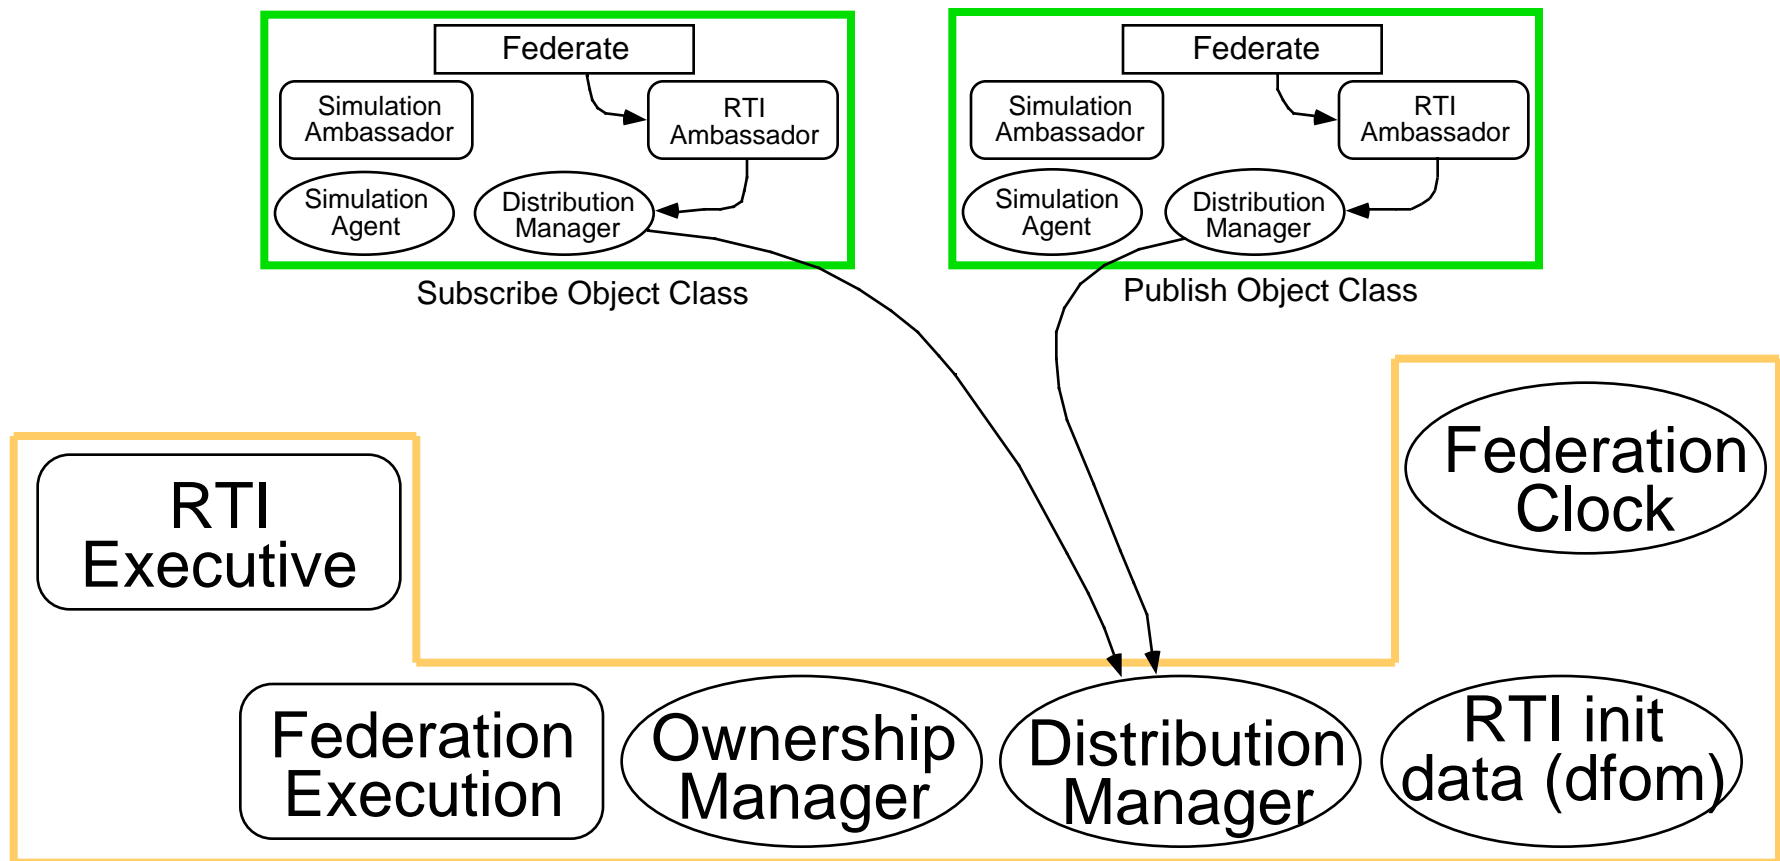 Federate
Simulation
Ambassador
RTI
Ambassador
Simulation
Agent
Distribution
Manager
Subscribe Object Class
Federate
Simulation
Ambassador
RTI
Ambassador
Simulation
Agent
Distribution
Manager
Publish Object Class
RTI
Executive
Federation
Clock
Federation
Execution
Ownership
Manager
Distribution
Manager
RTI init
data (dfom)